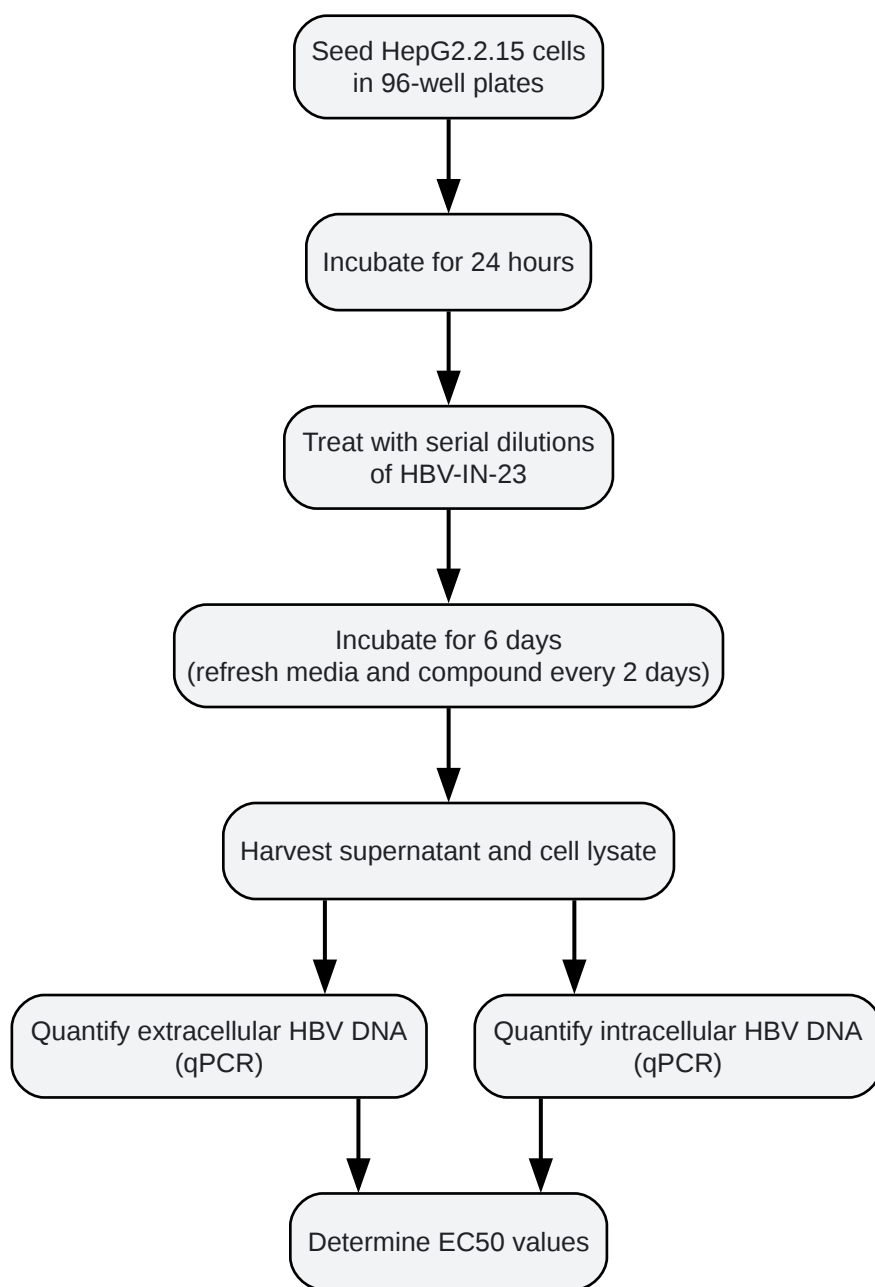 Seed HepG2.2.15 cells
in 96-well plates
Incubate for 24 hours
Treat with serial dilutions
of HBV-IN-23
Incubate for 6 days
(refresh media and compound every 2 days)
Harvest supernatant and cell lysate
Quantify extracellular HBV DNA
(qPCR)
Quantify intracellular HBV DNA
(qPCR)
Determine EC50 values